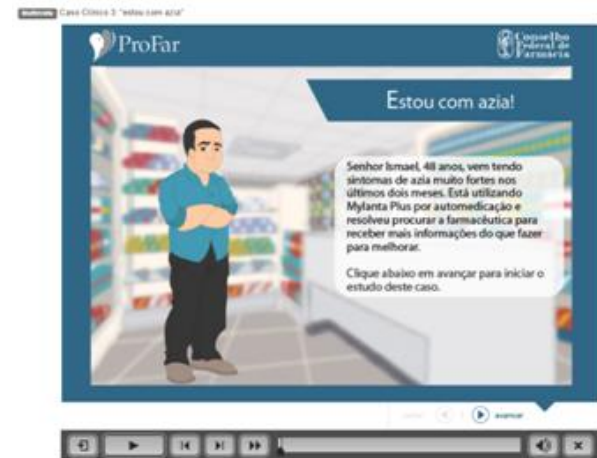 Caso Clínico 3: "estou com azia"
ProFar
Conselho
Federal de
Farmácia
Estou com azia!
Senhor Ismael, 48 anos, vem tendo
sintomas de azia muito fortes nos
últimos dois meses. Está utilizando
Mylanta Plus por automedicação e
resolveu procurar a farmacêutica para
receber mais informações do que fazer
para melhorar.
Clique abaixo em avançar para iniciar o
estudo deste caso.
avançar